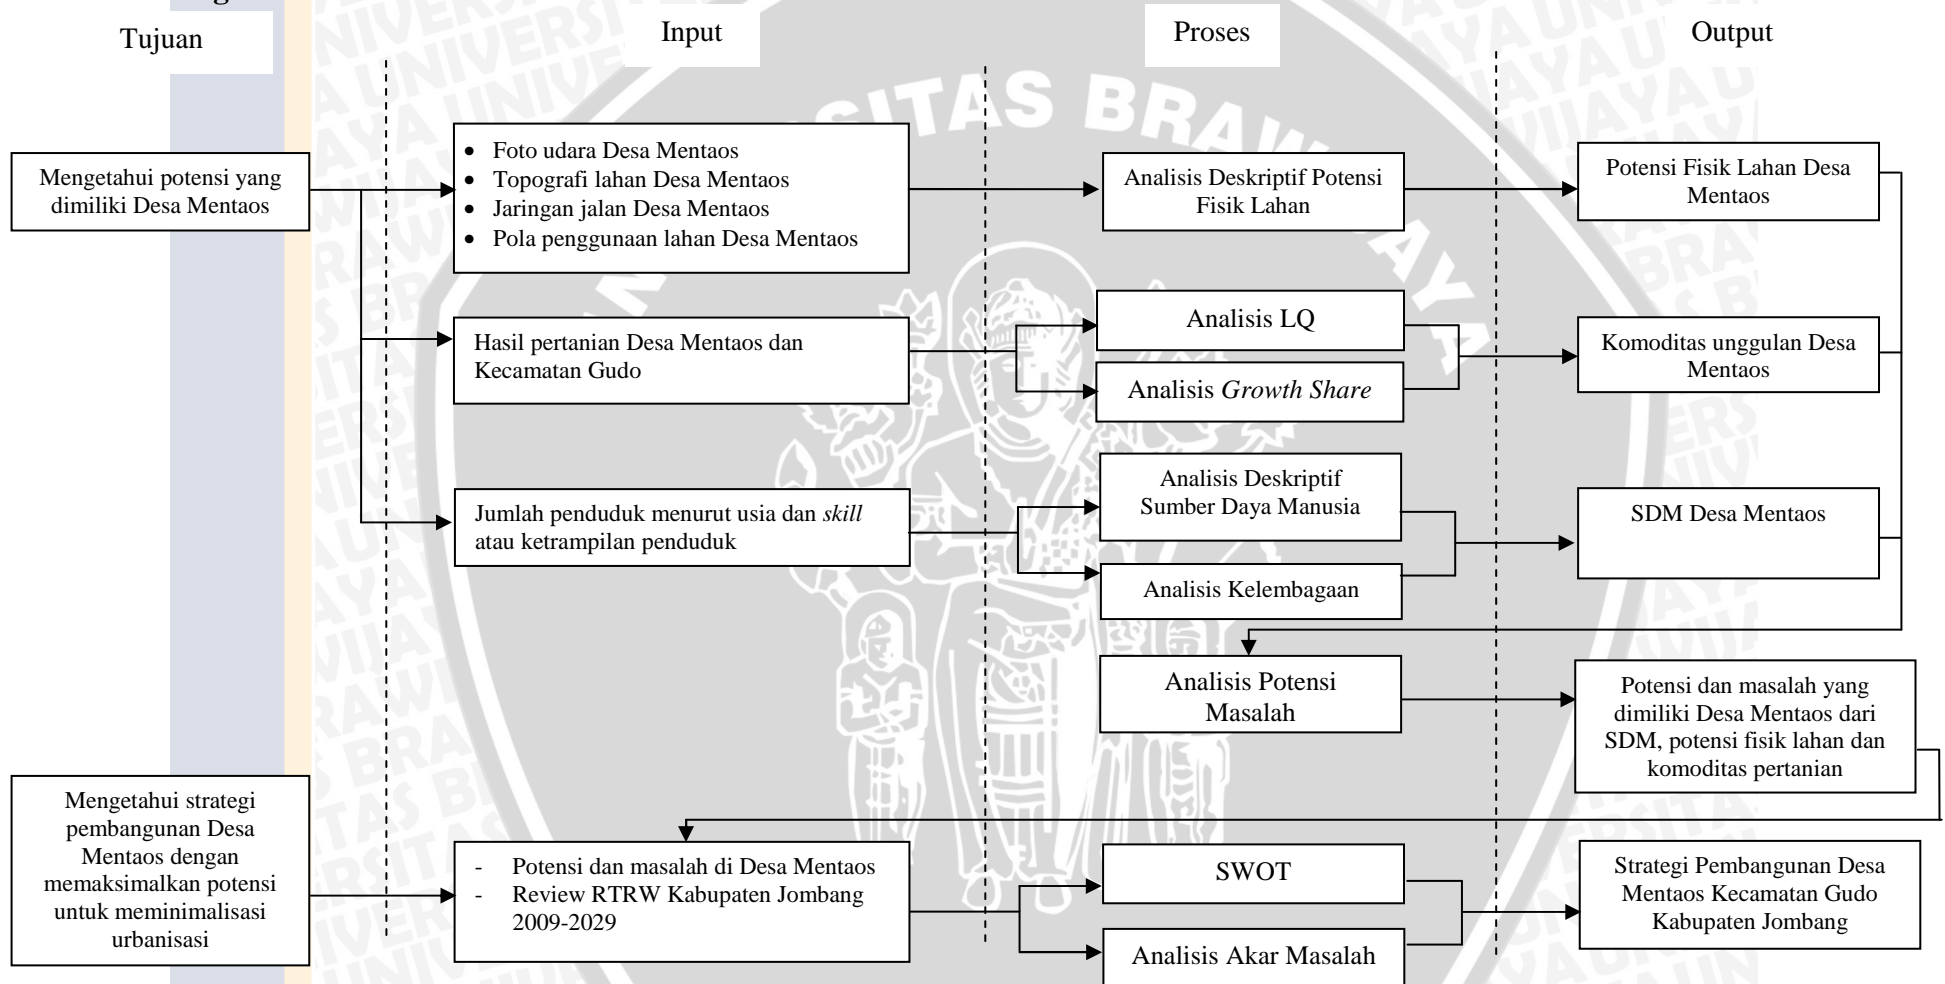 Tujuan
Input
Proses
Output
Mengetahui potensi yang
dimiliki Desa Mentaos
• Foto udara Desa Mentaos
• Topografi lahan Desa Mentaos
• Jaringan jalan Desa Mentaos
• Pola penggunaan lahan Desa Mentaos
Analisis Deskriptif Potensi
Fisik Lahan
Potensi Fisik Lahan Desa
Mentaos
Hasil pertanian Desa Mentaos dan
Kecamatan Gudo
Analisis LQ
Analisis Growth Share
Komoditas unggulan Desa
Mentaos
Jumlah penduduk menurut usia dan skill
atau ketrampilan penduduk
Analisis Deskriptif
Sumber Daya Manusia
Analisis Kelembagaan
SDM Desa Mentaos
Analisis Potensi
Masalah
Potensi dan masalah yang
dimiliki Desa Mentaos dari
SDM, potensi fisik lahan dan
komoditas pertanian
Mengetahui strategi
pembangunan Desa
Mentaos dengan
memaksimalkan potensi
untuk meminimalisasi
urbanisasi
- Potensi dan masalah di Desa Mentaos
- Review RTRW Kabupaten Jombang
2009-2029
SWOT
Analisis Akar Masalah
Strategi Pembangunan Desa
Mentaos Kecamatan Gudo
Kabupaten Jombang
SITAS BRAWIJAYA